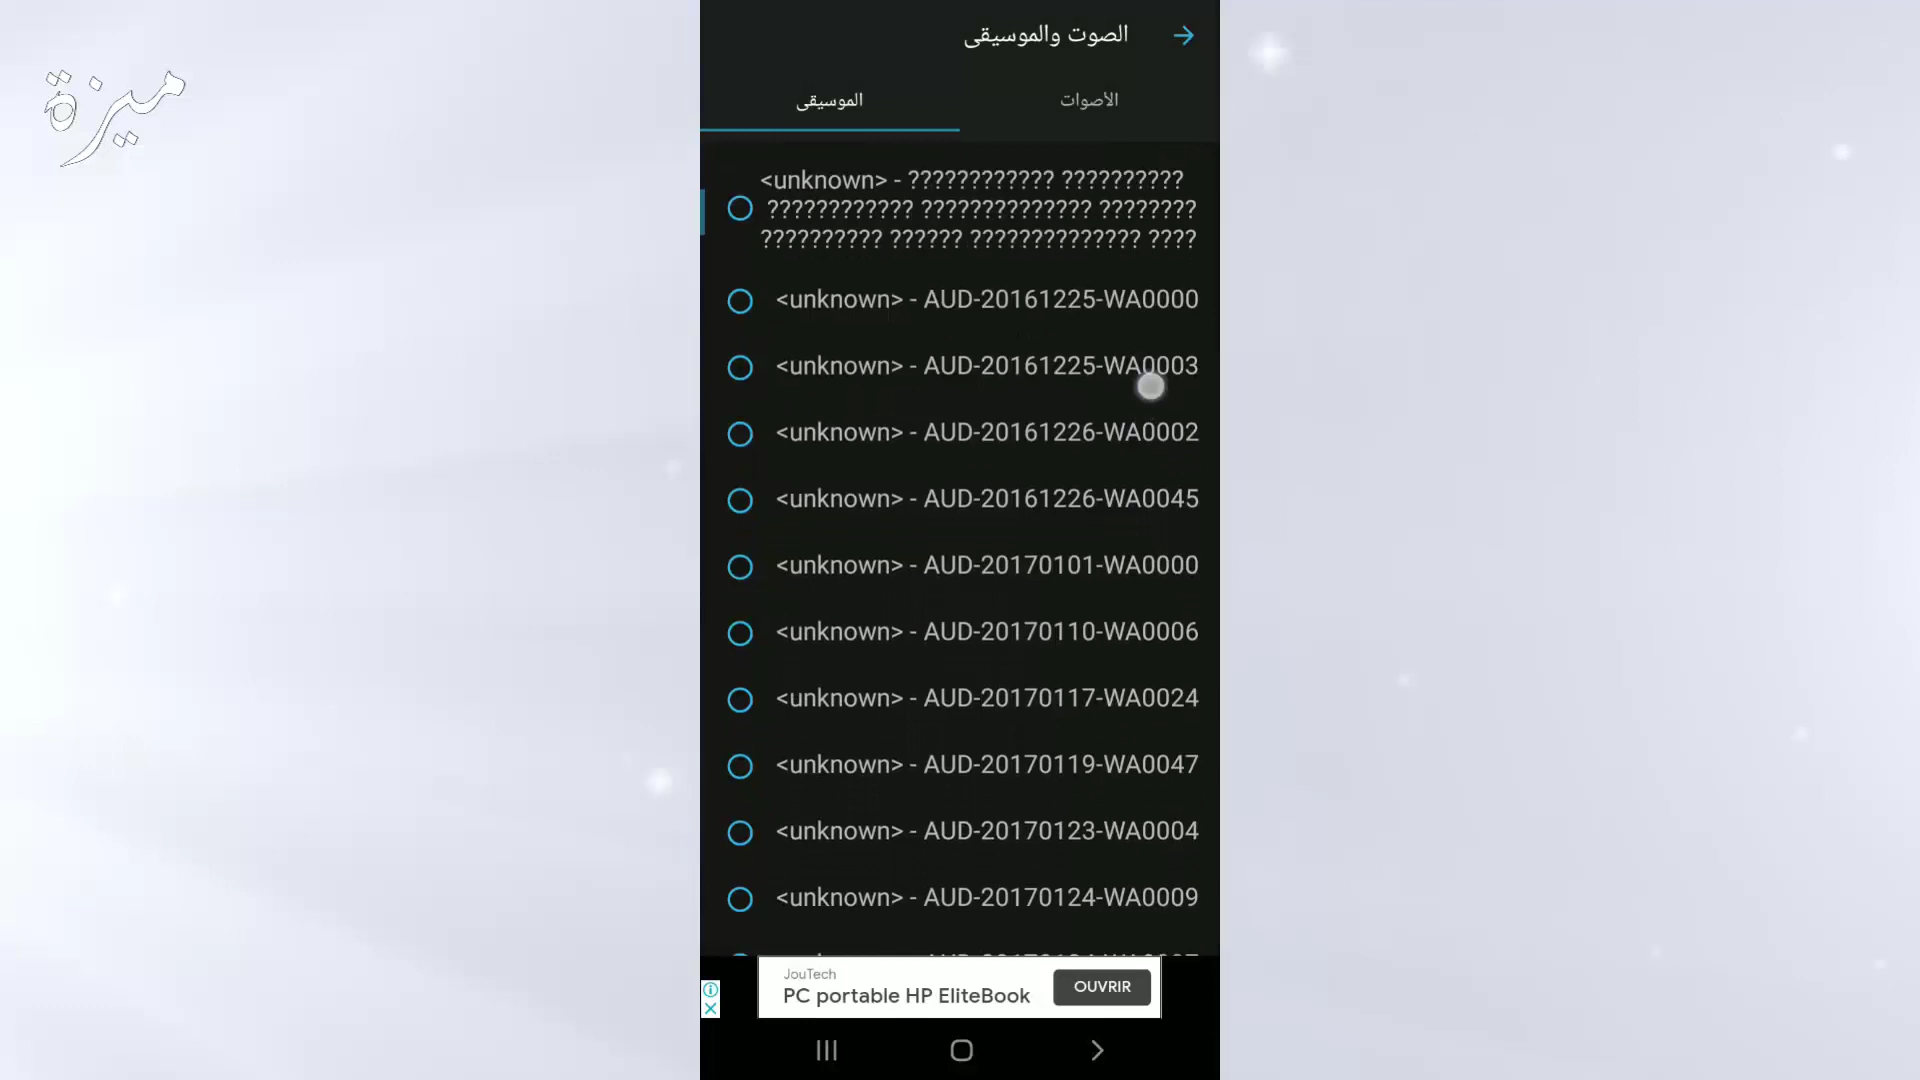 ميزة
الصوت والموسيقى
الأصوات
الموسيقى
<unknown> - ???????????? ??????????
???????????? ?????????????? ????????
?????????? ?????? ?????????????? ????
<unknown> - AUD-20161225-WA0000
<unknown> - AUD-20161225-WA0003
<unknown> - AUD-20161226-WA0002
<unknown> - AUD-20161226-WA0045
<unknown> - AUD-20170101-WA0000
<unknown> - AUD-20170110-WA0006
<unknown> - AUD-20170117-WA0024
<unknown> - AUD-20170119-WA0047
<unknown> - AUD-20170123-WA0004
<unknown> - AUD-20170124-WA0009
JouTech
PC portable HP EliteBook
OUVRIR